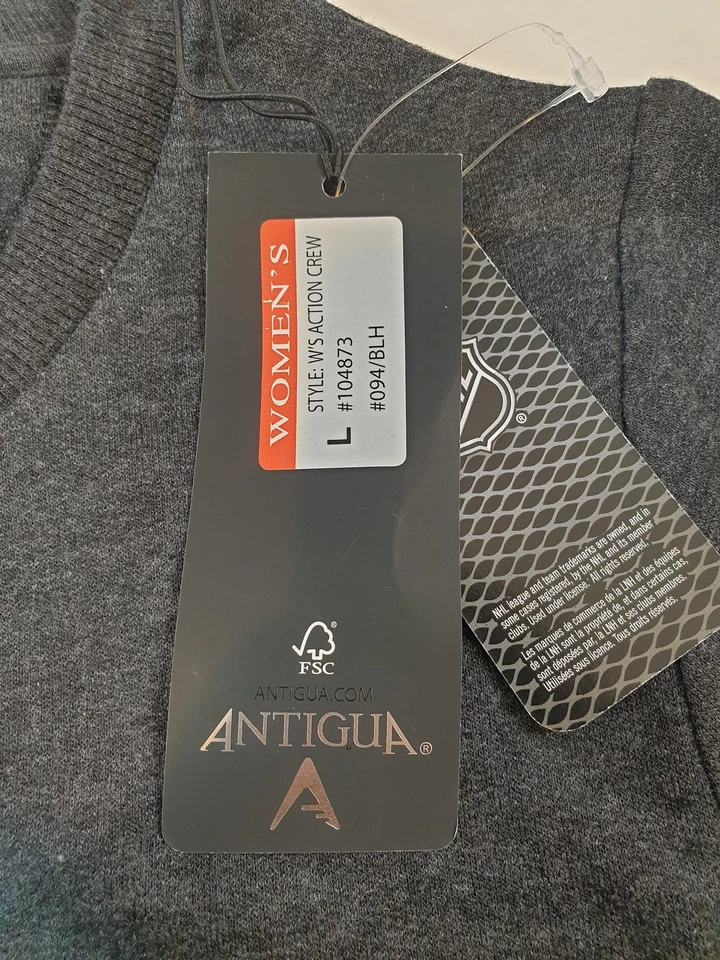 WOMEN'S
STYLE: W'S ACTION CREW
L #104873
#094/BLH
FSC
ANTIGUA.COM
ANTIGUA®
®
NHL league and team trademarks are owned, and in
some cases registered, by the NHL and its member
clubs. Used under license. All rights reserved.
Les marques de commerce de la LNH et des équipes
de la LNH sont la propriété de, et dans certains cas,
sont déposées par, la LNH et ses clubs membres.
Utilisées sous licence. Tous droits réservés.